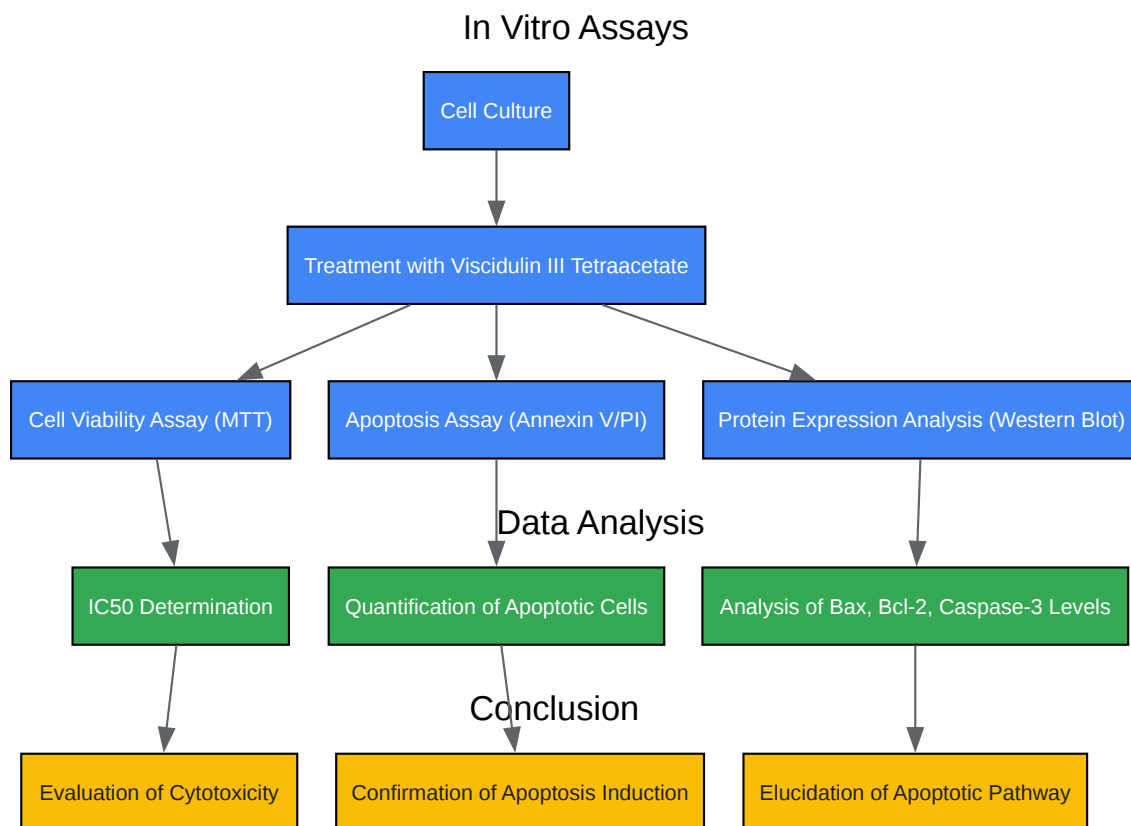 In Vitro Assays
Cell Culture
Treatment with Viscidulin III Tetraacetate
Cell Viability Assay (MTT)
Apoptosis Assay (Annexin V/PI)
Protein Expression Analysis (Western Blot)
Data Analysis
IC50 Determination
Quantification of Apoptotic Cells
Analysis of Bax, Bcl-2, Caspase-3 Levels
Conclusion
Evaluation of Cytotoxicity
Confirmation of Apoptosis Induction
Elucidation of Apoptotic Pathway